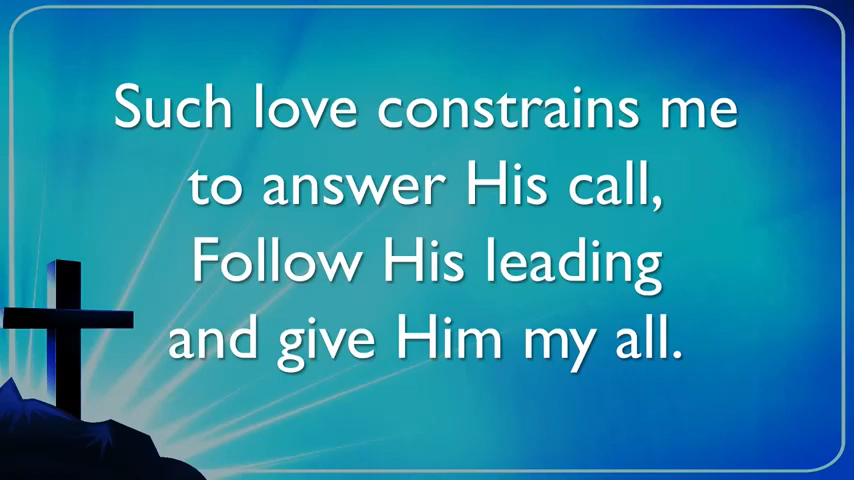 Such love constrains me
to answer His call,
Follow His leading
and give Him my all.